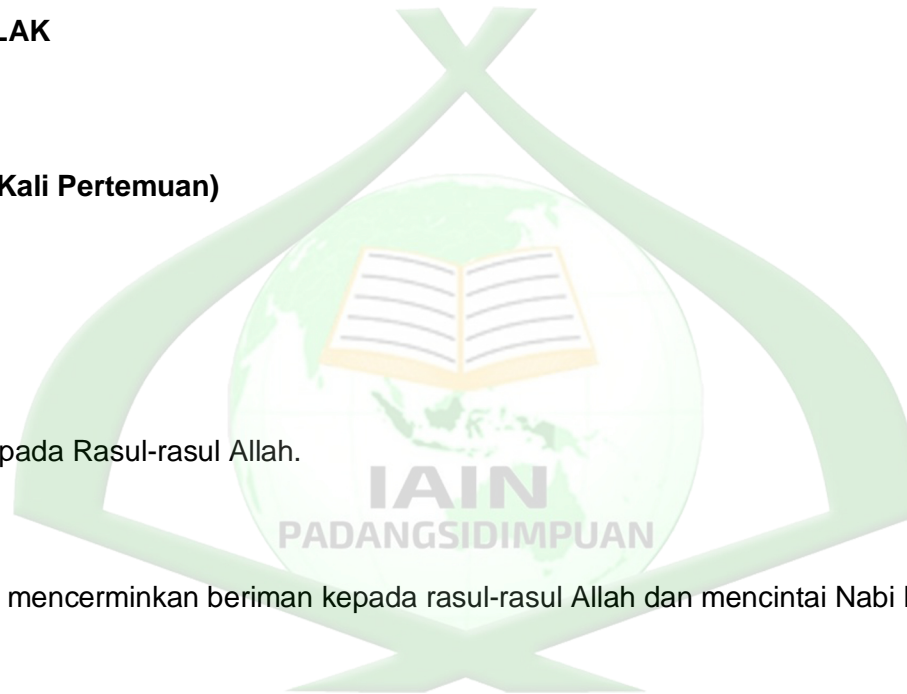 LAK
Kali Pertemuan)
pada Rasul-rasul Allah.
IAIN
PADANGSIDIMPUAN
mencerminkan beriman kepada rasul-rasul Allah dan mencintai Nabi